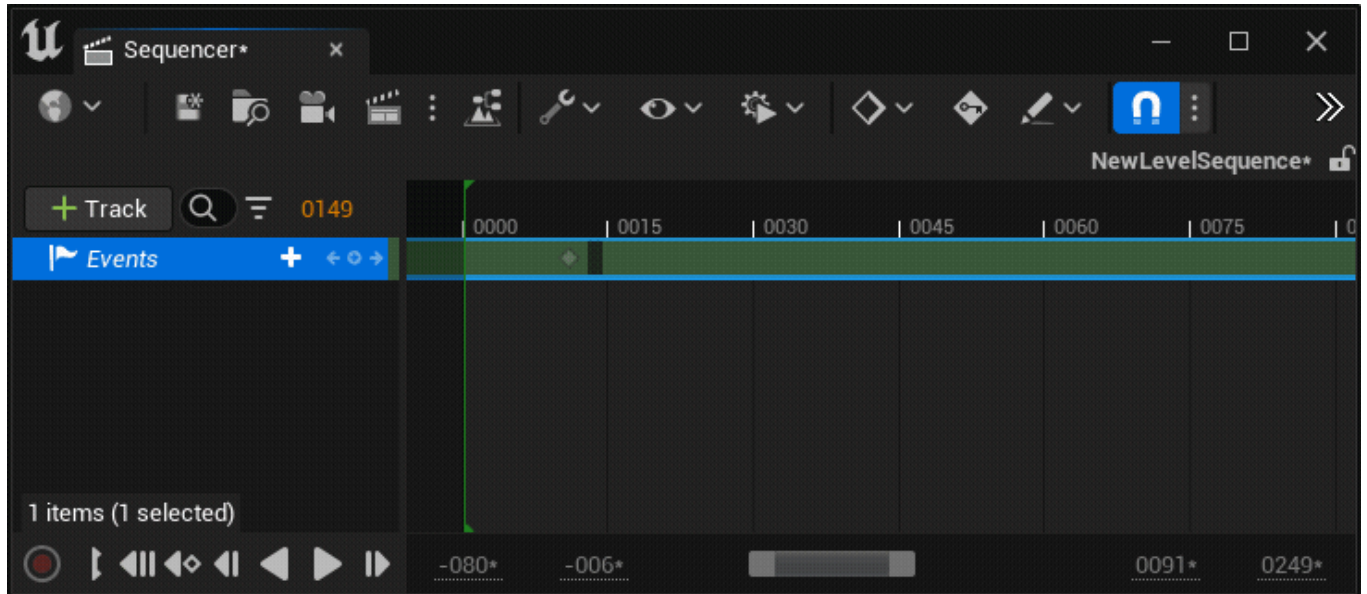 Sequencer*
NewLevelSequence*
Track 0149
0000 0015 0030 0045 0060 0075
Events
1 items (1 selected)
-080* -006* 0091* 0249*